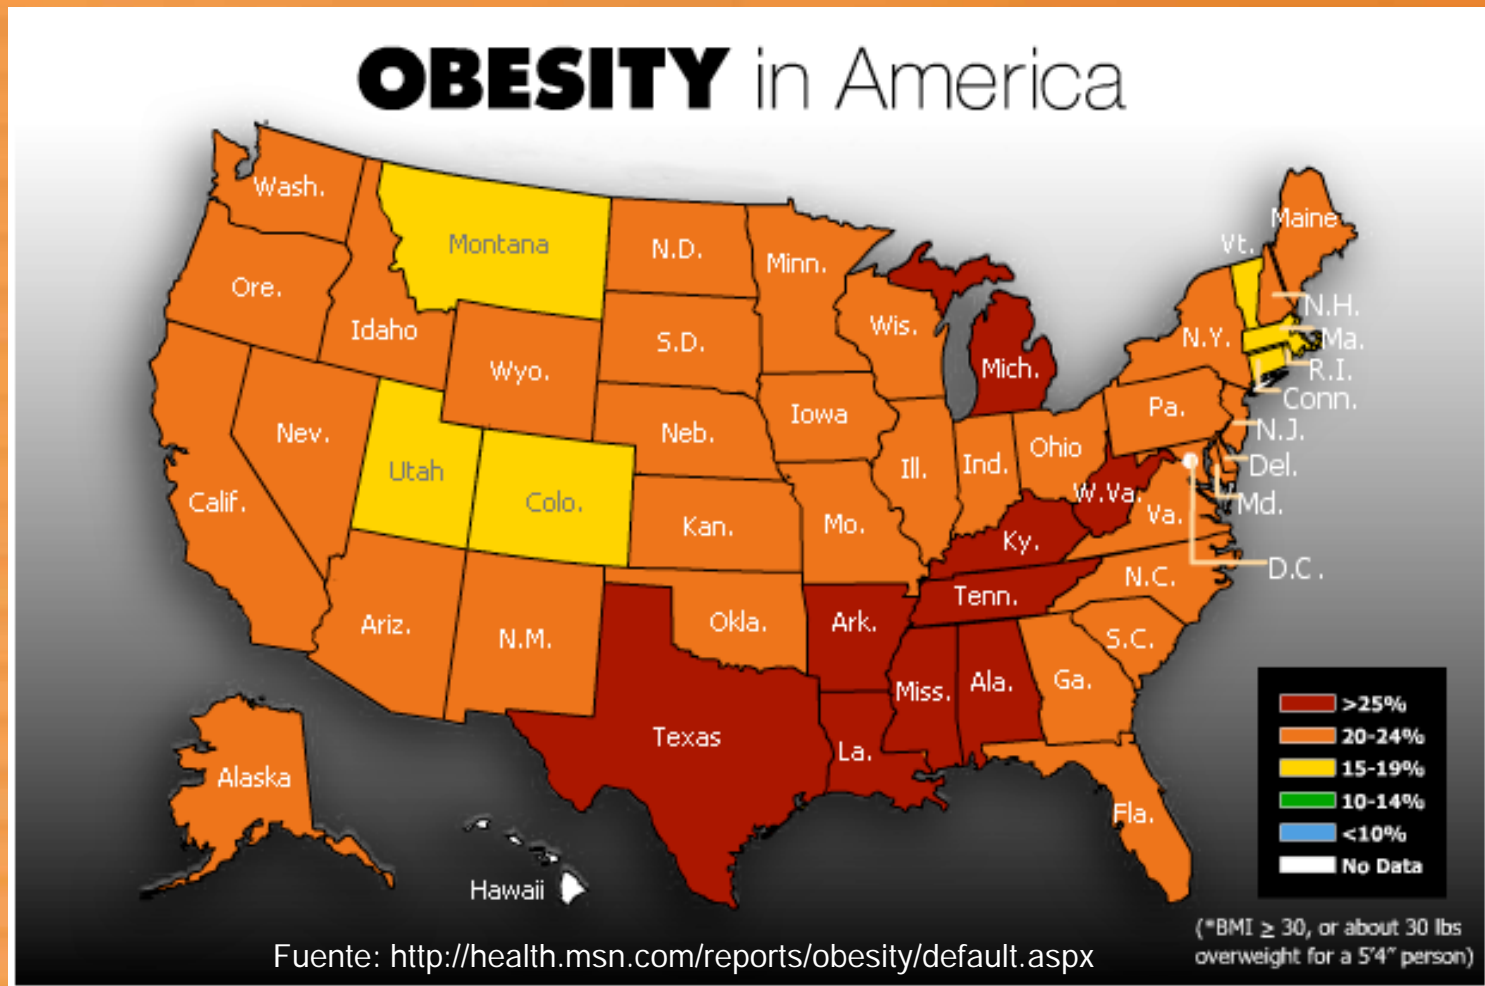 OBESITY in America
Wash.
Montana
N.D.
Minn.
Maine
Vt.
Ore.
Idaho
Wyo.
S.D.
Wis.
Mich.
N.Y.
N.H.
Ma.
R.I.
Conn.
Nev.
Utah
Colo.
Neb.
Iowa
Ill.
Ind.
Ohio
Pa.
N.J.
Del.
Md.
Calif.
Kan.
Mo.
Ky.
W.Va.
Va.
D.C.
Ariz.
N.M.
Okla.
Ark.
Tenn.
N.C.
S.C.
Texas
La.
Miss.
Ala.
Ga.
Fla.
Alaska
Hawaii
>25%
20-24%
15-19%
10-14%
<10%
No Data
(*BMI ≥ 30, or about 30 lbs
overweight for a 5'4" person)
Fuente: http://health.msn.com/reports/obesity/default.aspx